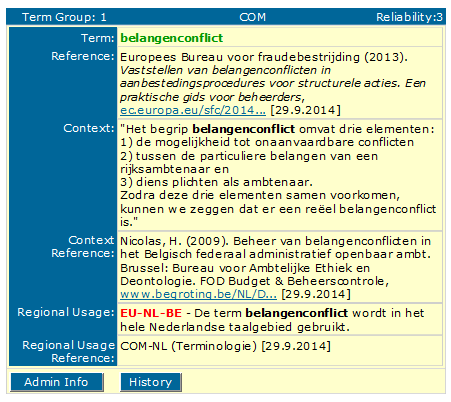 Term Group: 1 COM Reliability:3
Term: belangenconflict
Reference: Europees Bureau voor fraudebestrijding (2013).
Vaststellen van belangenconflicten in
aanbestedingsprocedures voor structurele acties. Een
praktische gids voor beheerders,
ec.europa.eu/sfc/2014... [29.9.2014]
Context: "Het begrip belangenconflict omvat drie elementen:
1) de mogelijkheid tot onaanvaardbare conflicten
2) tussen de particuliere belangen van een
rijksambtenaar en
3) diens plichten als ambtenaar.
Zodra deze drie elementen samen voorkomen,
kunnen we zeggen dat er een reëel belangenconflict
is."
Context Nicolas, H. (2009). Beheer van belangenconflicten in
Reference: het Belgisch federaal administratief openbaar ambt.
Brussel: Bureau voor Ambtelijke Ethiek en
Deontologie. FOD Budget & Beheerscontrole,
www.begroting.be/NL/D... [29.9.2014]
Regional Usage: EU-NL-BE - De term belangenconflict wordt in het
hele Nederlandse taalgebied gebruikt.
Regional Usage COM-NL (Terminologie) [29.9.2014]
Reference:
Admin Info History